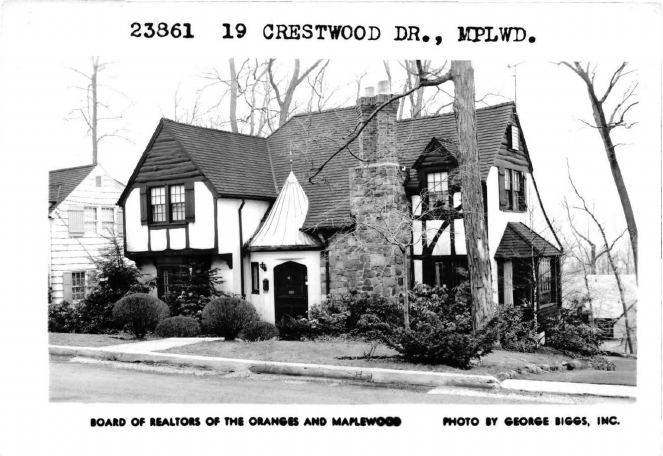 23861 19 CRESTWOOD DR., MPLWD.
BOARD OF REALTORS OF THE ORANGES AND MAPLEWOOD PHOTO BY GEORGE BIGGS, INC.